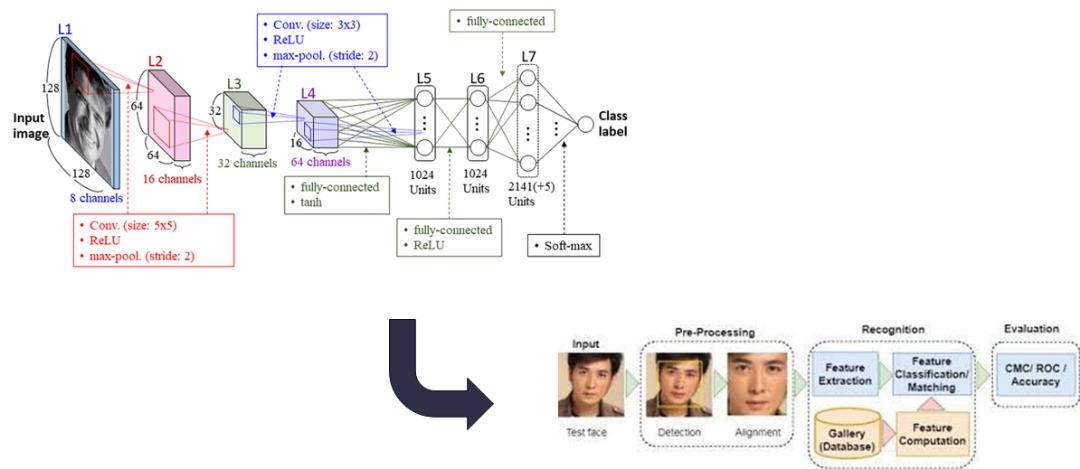 L1
L2
L3
L4
L5
L6
L7
• Conv. (size: 3x3)
• ReLU
• max-pool. (stride: 2)
• fully-connected
128
64
32
16
Input
image
128
64
8 channels
16 channels
32 channels
64 channels
1024
Units
1024
Units
2141(+5)
Units
Class
label
• Conv. (size: 5x5)
• ReLU
• max-pool. (stride: 2)
• fully-connected
• tanh
• fully-connected
• ReLU
• Soft-max
Input
Test face
Pre-Processing
Detection
Alignment
Recognition
Feature
Extraction
Feature
Classification/
Matching
Gallery
(Database)
Feature
Computation
Evaluation
CMC/ ROC /
Accuracy